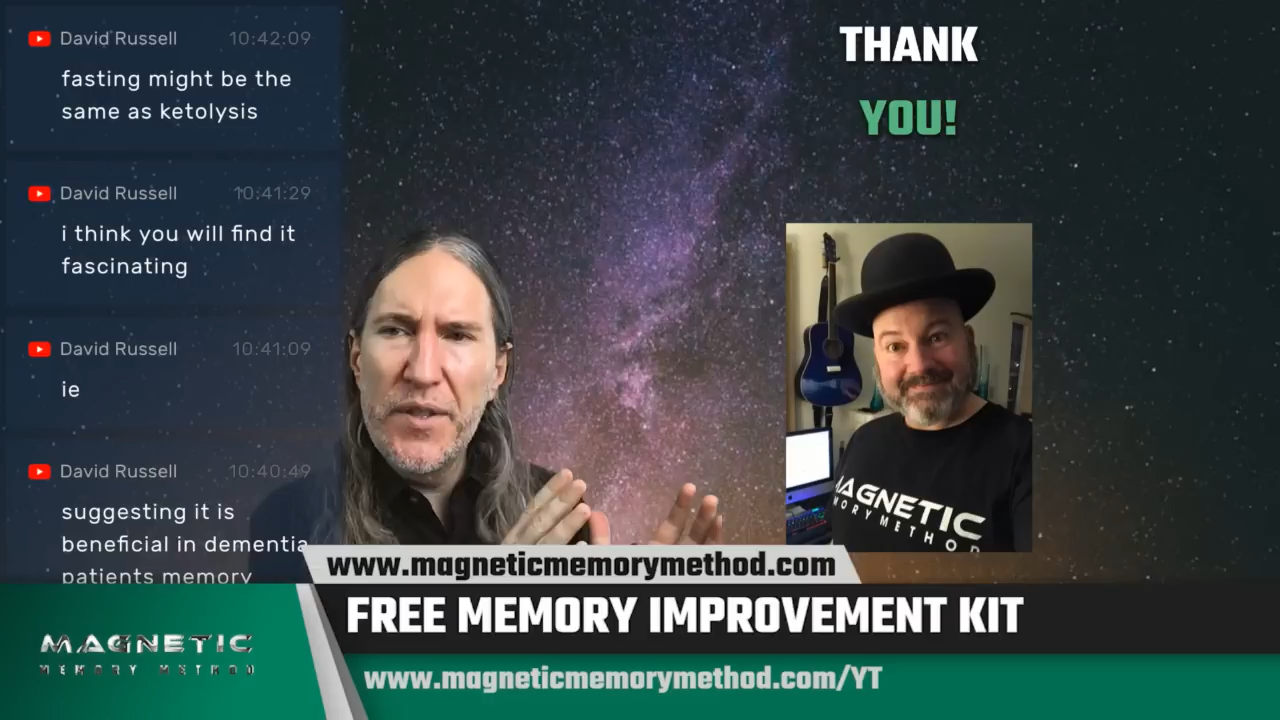 David Russell 10:42:09
fasting might be the
same as ketolysis
David Russell 10:41:29
i think you will find it
fascinating
David Russell 10:41:09
ie
David Russell 10:40:49
suggesting it is
beneficial in dementia
patients memory
THANK
YOU!
MAGNETIC
MORY METHOD
www.magneticmemorymethod.com
FREE MEMORY IMPROVEMENT KIT
www.magneticmemorymethod.com/YT
MAGNETIC
MEMORY METHOD